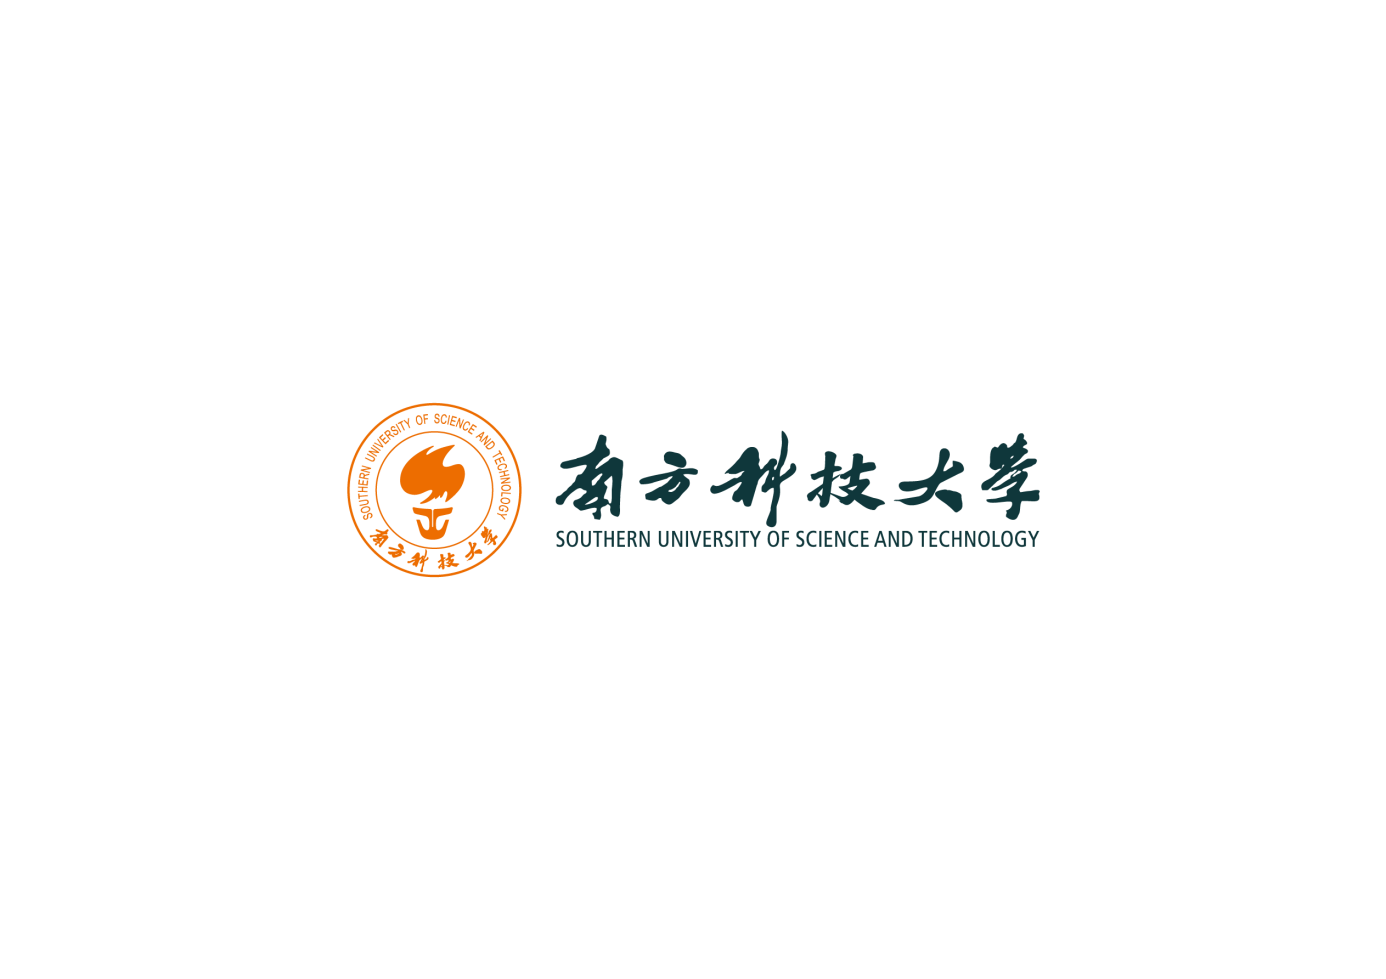 SOUTHERN UNIVERSITY OF SCIENCE AND TECHNOLOGY
南方科技大学
南方科技大学
SOUTHERN UNIVERSITY OF SCIENCE AND TECHNOLOGY